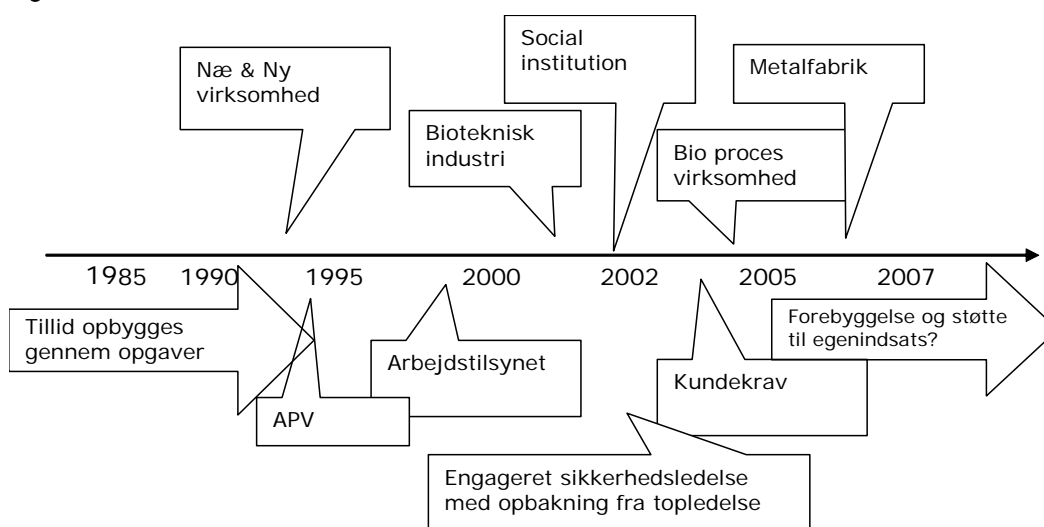 Næ & Ny
virksomhed
Bioteknisk
industri
Social
institution
Bio proces
virksomhed
Metalfabrik
1985 1990 1995 2000 2002 2005 2007
Tillid opbygges
gennem opgaver
APV
Arbejdstilsynet
Engageret sikkerhedsledelse
med opbakning fra topledelse
Kundekrav
Forebyggelse og støtte
til egenindsats?